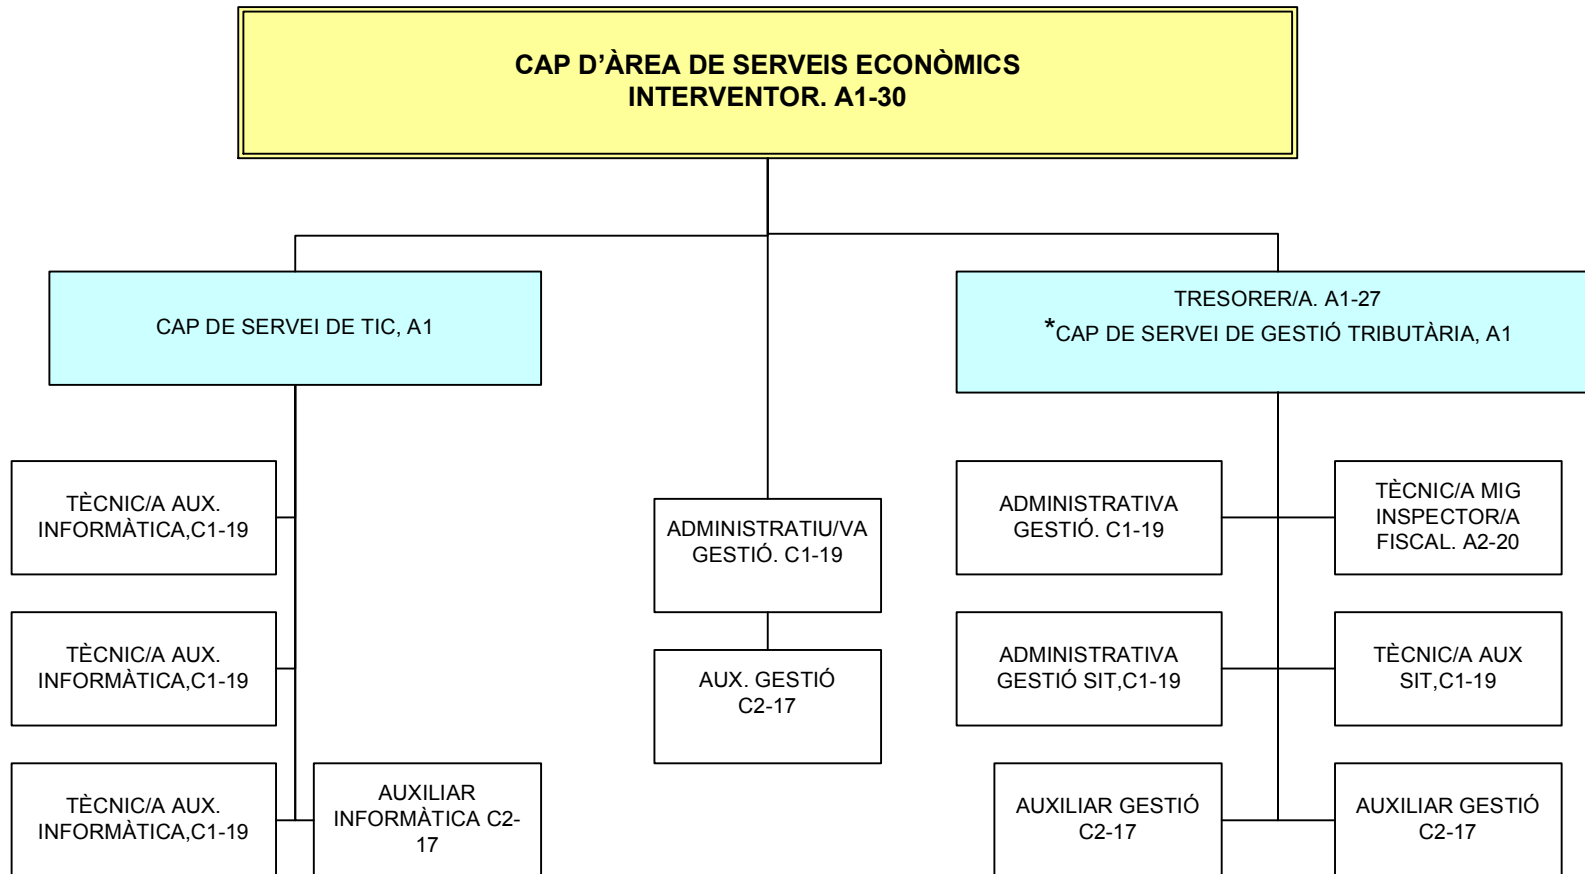 CAP D’ÀREA DE SERVEIS ECONÒMICS
INTERVENTOR. A1-30
CAP DE SERVEI DE TIC, A1
TRESORER/A. A1-27
*CAP DE SERVEI DE GESTIÓ TRIBUTÀRIA, A1
TÈCNIC/A AUX.
INFORMÀTICA,C1-19
TÈCNIC/A AUX.
INFORMÀTICA,C1-19
TÈCNIC/A AUX.
INFORMÀTICA,C1-19
AUXILIAR
INFORMÀTICA C2-
17
ADMINISTRATIU/VA
GESTIÓ. C1-19
AUX. GESTIÓ
C2-17
ADMINISTRATIVA
GESTIÓ. C1-19
TÈCNIC/A MIG
INSPECTOR/A
FISCAL. A2-20
ADMINISTRATIVA
GESTIÓ SIT,C1-19
TÈCNIC/A AUX
SIT,C1-19
AUXILIAR GESTIÓ
C2-17
AUXILIAR GESTIÓ
C2-17